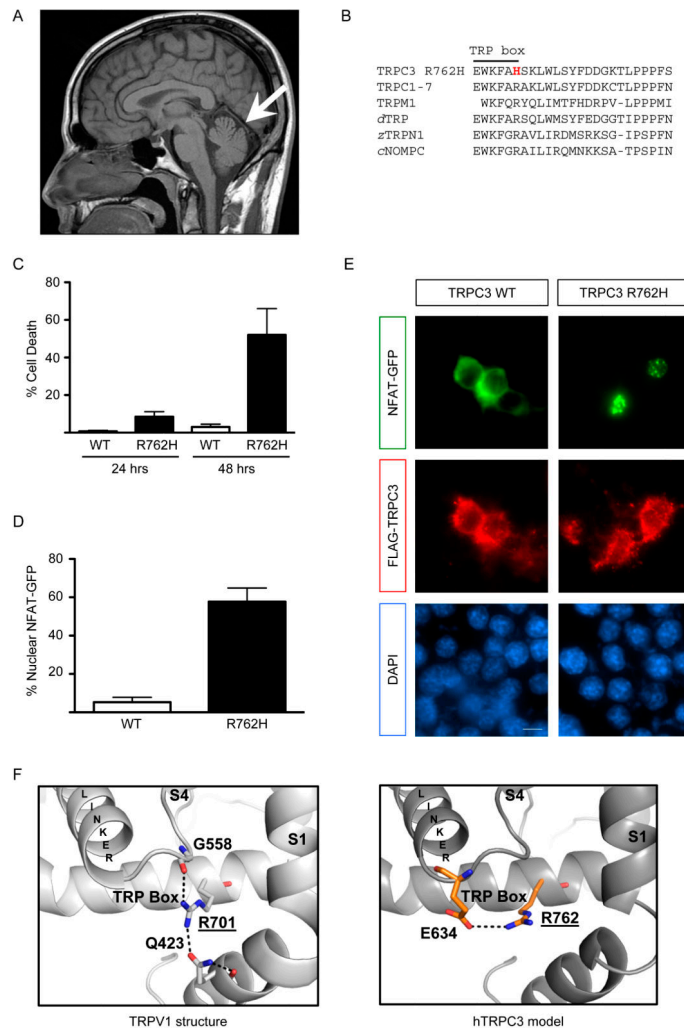 A
B
TRP box
TRPC3 R762H EWKFAHSKLWLSYFDDGKTLPPPFS
TRPC1-7 EWKFARAKLWLSYFDDKCTLPPPFN
TRPM1 WKFQRYQLIMTFHDRPV-LPPPMI
dTRP EWKFARSQLWMSYFEDGGTIPPPFN
zTRPN1 EWKFGRAVLIRDMSRKSG-IPSPFN
cNOMPC EWKFGRAILIRQMNKKSA-TPSPIN
C
% Cell Death
80
60
40
20
WT R762H WT R762H
24 hrs 48 hrs
D
% Nuclear NFAT-GFP
80
60
40
20
WT R762H
E
TRPC3 WT TRPC3 R762H
NFAT-GFP
FLAG-TRPC3
DAPI
F
LINKER
S4
S1
G558
TRP Box
R701
Q423
TRPV1 structure
LINKER
S4
S1
TRP Box
E634
R762
hTRPC3 model